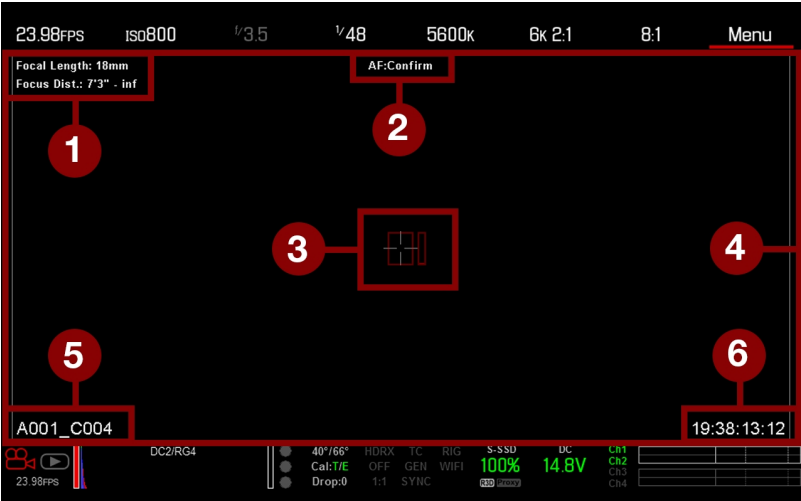 23.98FPS ISO800 f/3.5 1/48 5600K 6K 2:1 8:1 Menu
Focal Length: 18mm
Focus Dist.: 7'3" - inf
AF:Confirm
1
2
3
4
5
6
A001_C004
19:38:13:12
DC2/RG4
23.98FPS
40°/66° HDRX TC RIG
Cal:T/E OFF GEN WIFI
Drop:0 1:1 SYNC
S-SSD
100%
R3D Proxy
DC
14.8V
Ch1
Ch2
Ch3
Ch4